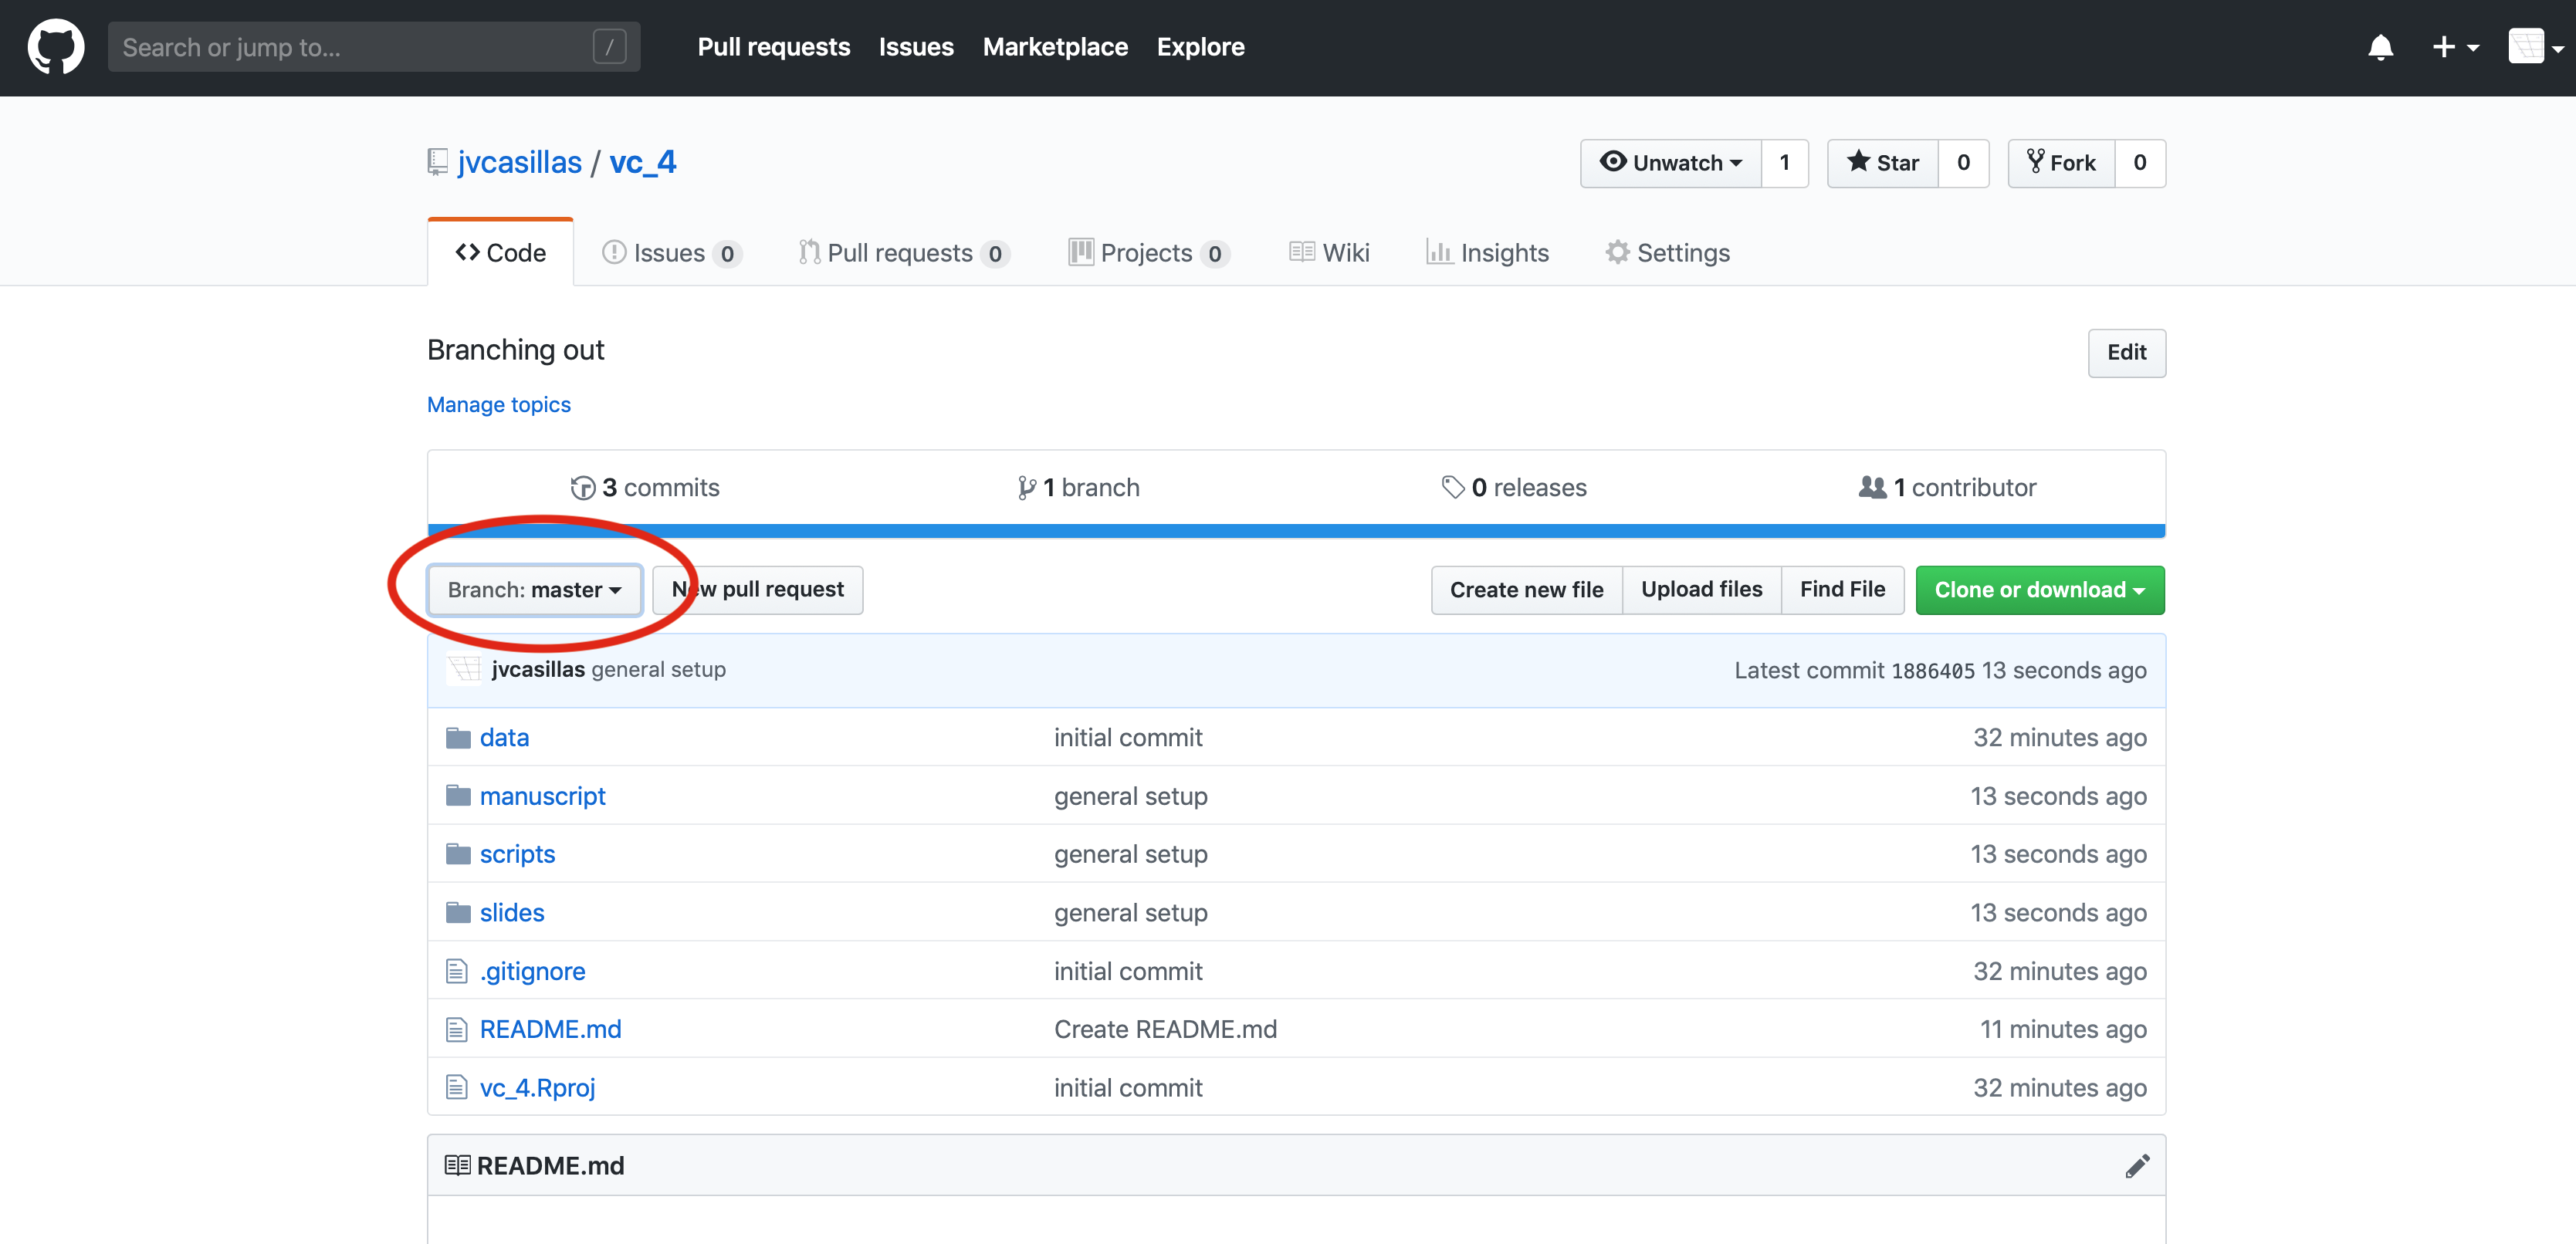 Search or jump to... / Pull requests Issues Marketplace Explore
jvcasillas / vc_4 Unwatch 1 Star 0 Fork 0
Code Issues 0 Pull requests 0 Projects 0 Wiki Insights Settings
Branching out Edit
Manage topics
3 commits 1 branch 0 releases 1 contributor
Branch: master New pull request Create new file Upload files Find File Clone or download
jvcasillas general setup Latest commit 1886405 13 seconds ago
data initial commit 32 minutes ago
manuscript general setup 13 seconds ago
scripts general setup 13 seconds ago
slides general setup 13 seconds ago
.gitignore initial commit 32 minutes ago
README.md Create README.md 11 minutes ago
vc_4.Rproj initial commit 32 minutes ago
README.md